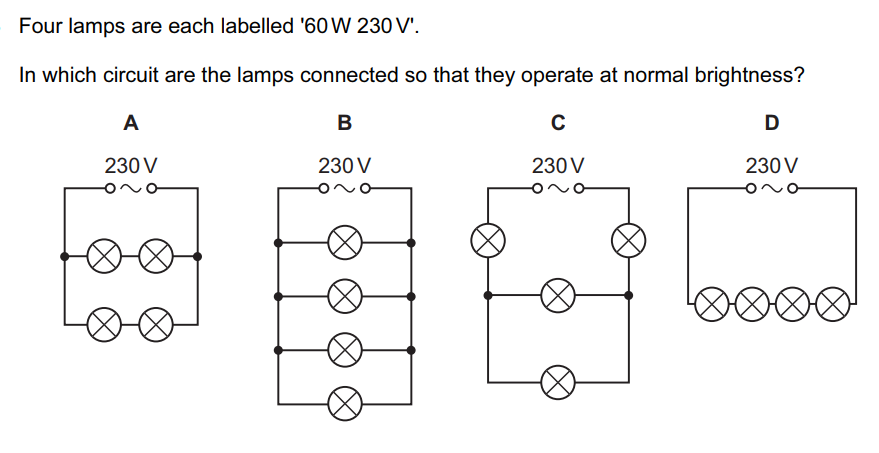 Four lamps are each labelled '60 W 230 V'.
In which circuit are the lamps connected so that they operate at normal brightness?
A B C D
230 V 230 V 230 V 230 V